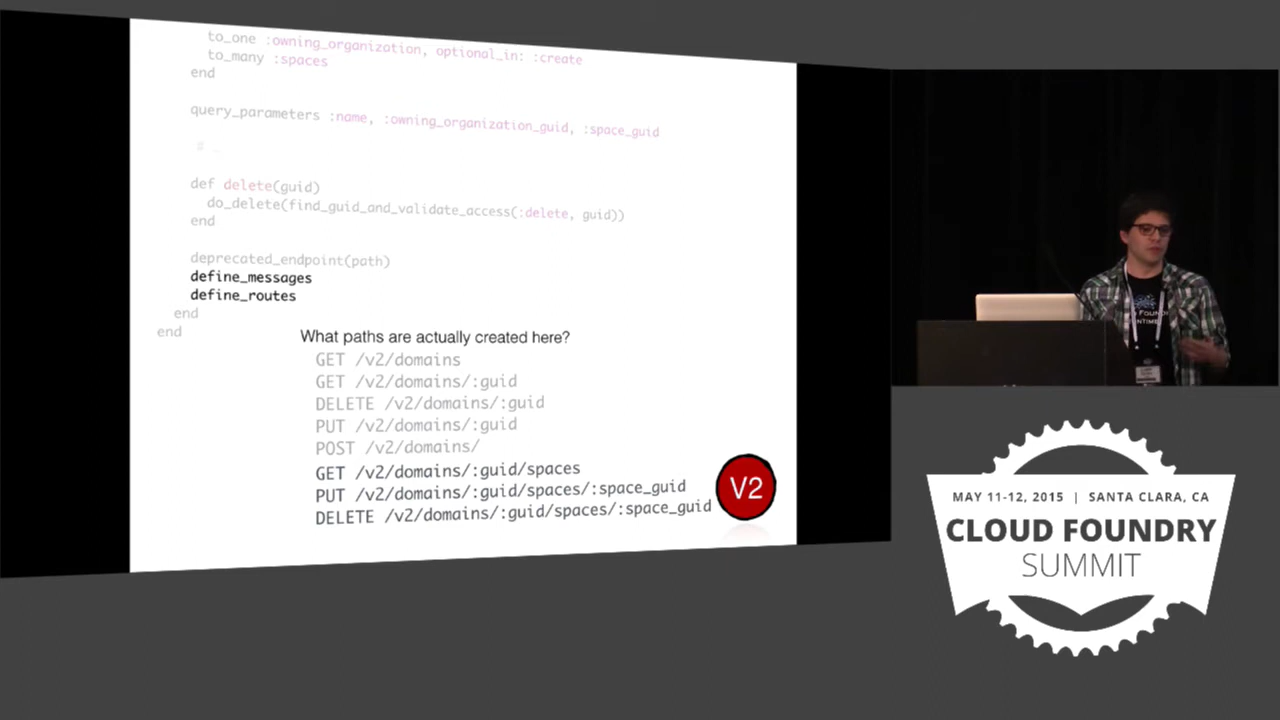 to_one :owning_organization, optional_in: :create
to_many :spaces
end
query_parameters :name, :owning_organization_guid, :space_guid
# …
def delete(guid)
do_delete(find_guid_and_validate_access(:delete, guid))
end
deprecated_endpoint(path)
define_messages
define_routes
end
end
What paths are actually created here?
GET /v2/domains
GET /v2/domains/:guid
DELETE /v2/domains/:guid
PUT /v2/domains/:guid
POST /v2/domains/
GET /v2/domains/:guid/spaces
PUT /v2/domains/:guid/spaces/:space_guid
DELETE /v2/domains/:guid/spaces/:space_guid
V2
MAY 11-12, 2015 | SANTA CLARA, CA
CLOUD FOUNDRY
SUMMIT